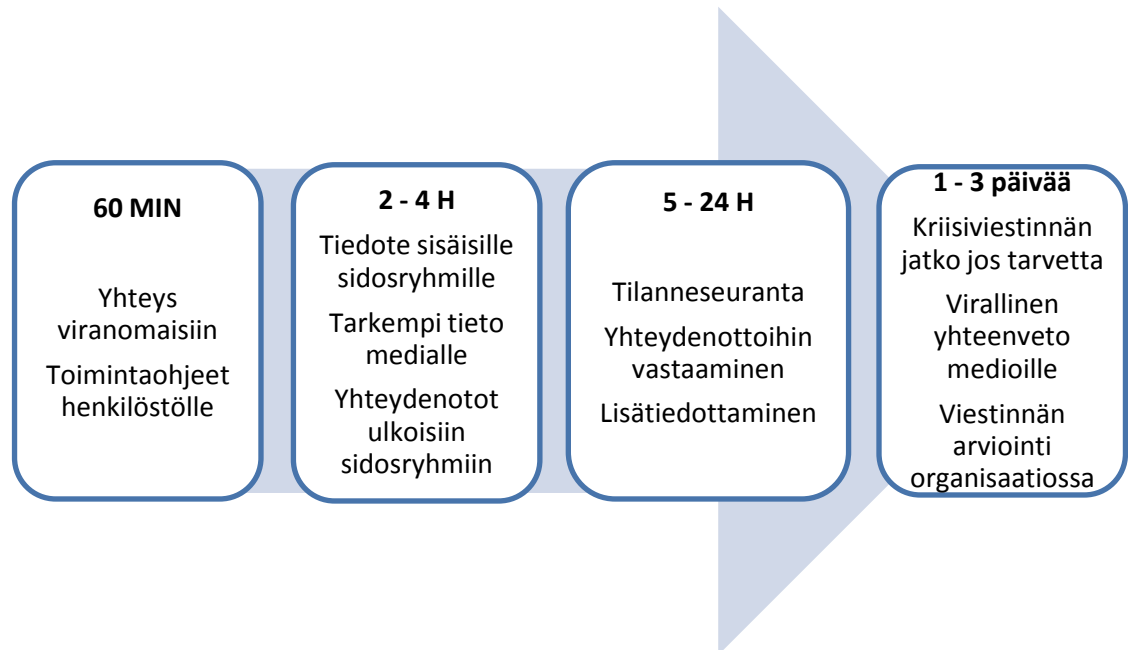 60 MIN
Yhteys
viranomaisiin
Toimintaohjeet
henkilöstölle
2 - 4 H
Tiedote sisäisille
sidosryhmille
Tarkempi tieto
medialle
Yhteydenotot
ulkoisiin
sidosryhmiin
5 - 24 H
Tilanneseuranta
Yhteydenottoihin
vastaaminen
Lisätiedottaminen
1 - 3 päivää
Kriisiviestinnän
jatko jos tarvetta
Virallinen
yhteenveto
medioille
Viestinnän
arviointi
organisaatiossa